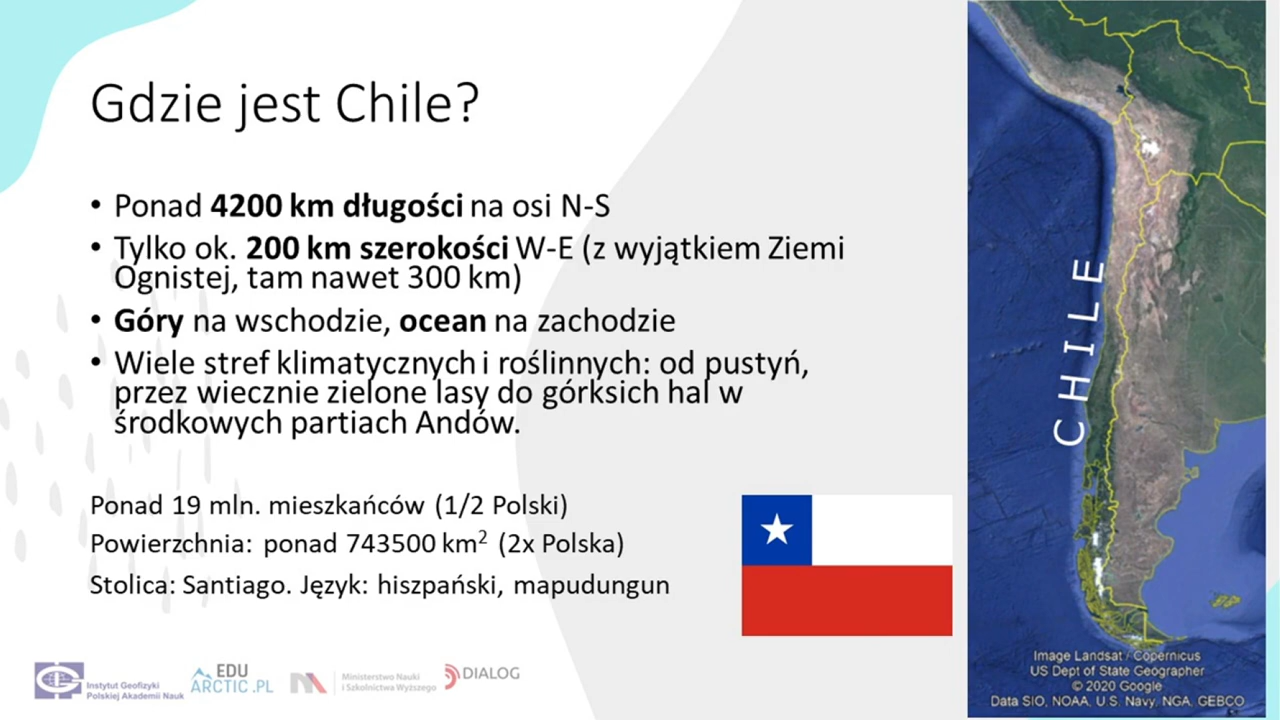 Gdzie jest Chile?
• Ponad 4200 km długości na osi N-S
• Tylko ok. 200 km szerokości W-E (z wyjątkiem Ziemi
Ognistej, tam nawet 300 km)
• Góry na wschodzie, ocean na zachodzie
• Wiele stref klimatycznych i roślinnych: od pustyń,
przez wiecznie zielone lasy do górksich hal w
środkowych partiach Andów.
Ponad 19 mln. mieszkańców (1/2 Polski)
Powierzchnia: ponad 743500 km² (2x Polska)
Stolica: Santiago. Język: hiszpański, mapudungun
CHILE
Image Landsat / Copernicus
US Dept of State Geographer
© 2020 Google
Data SIO, NOAA, U.S. Navy, NGA, GEBCO
Instytut Geofizyki
Polskiej Akademii Nauk
EDU
ARCTIC.PL
Ministerstwo Nauki
i Szkolnictwa Wyższego
DIALOG